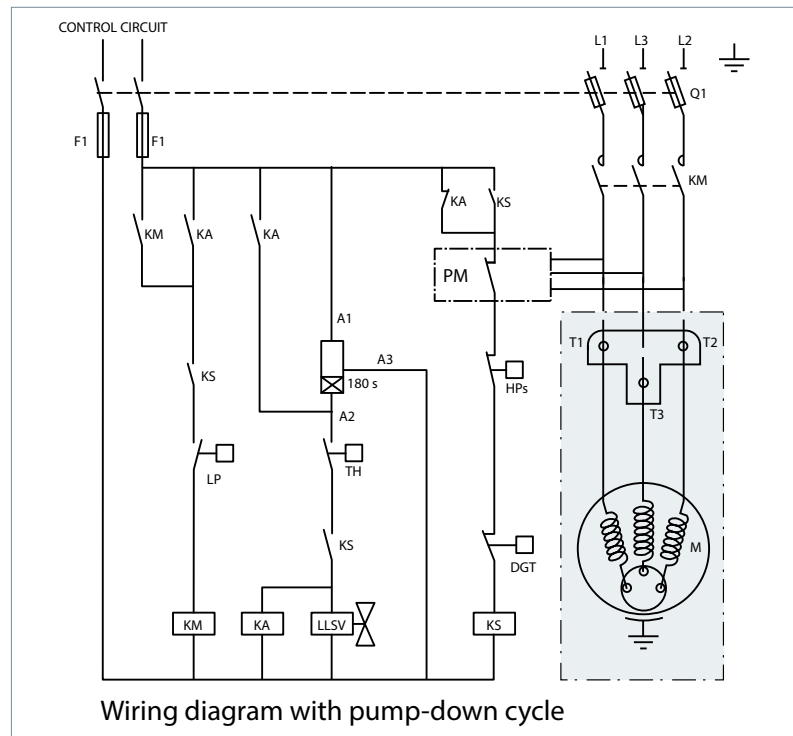 CONTROL CIRCUIT
L1 L3 L2
Q1
F1 F1
KA KS
KM
KM KA KA
PM
A1
T1 T2
A3
KS 180 s
HPs
T3
A2
LP TH
KS
M
DGT
KM KA LLSV KS
Wiring diagram with pump-down cycle